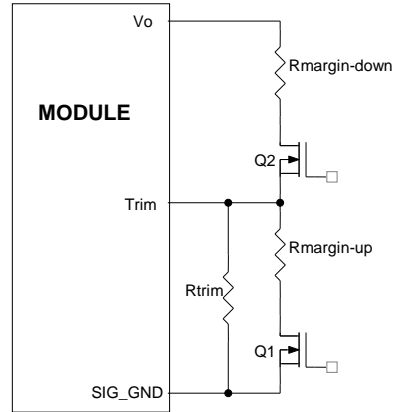 Vo
Rmargin-down
MODULE
Q2
Trim
Rmargin-up
Rtrim
Q1
SIG_GND